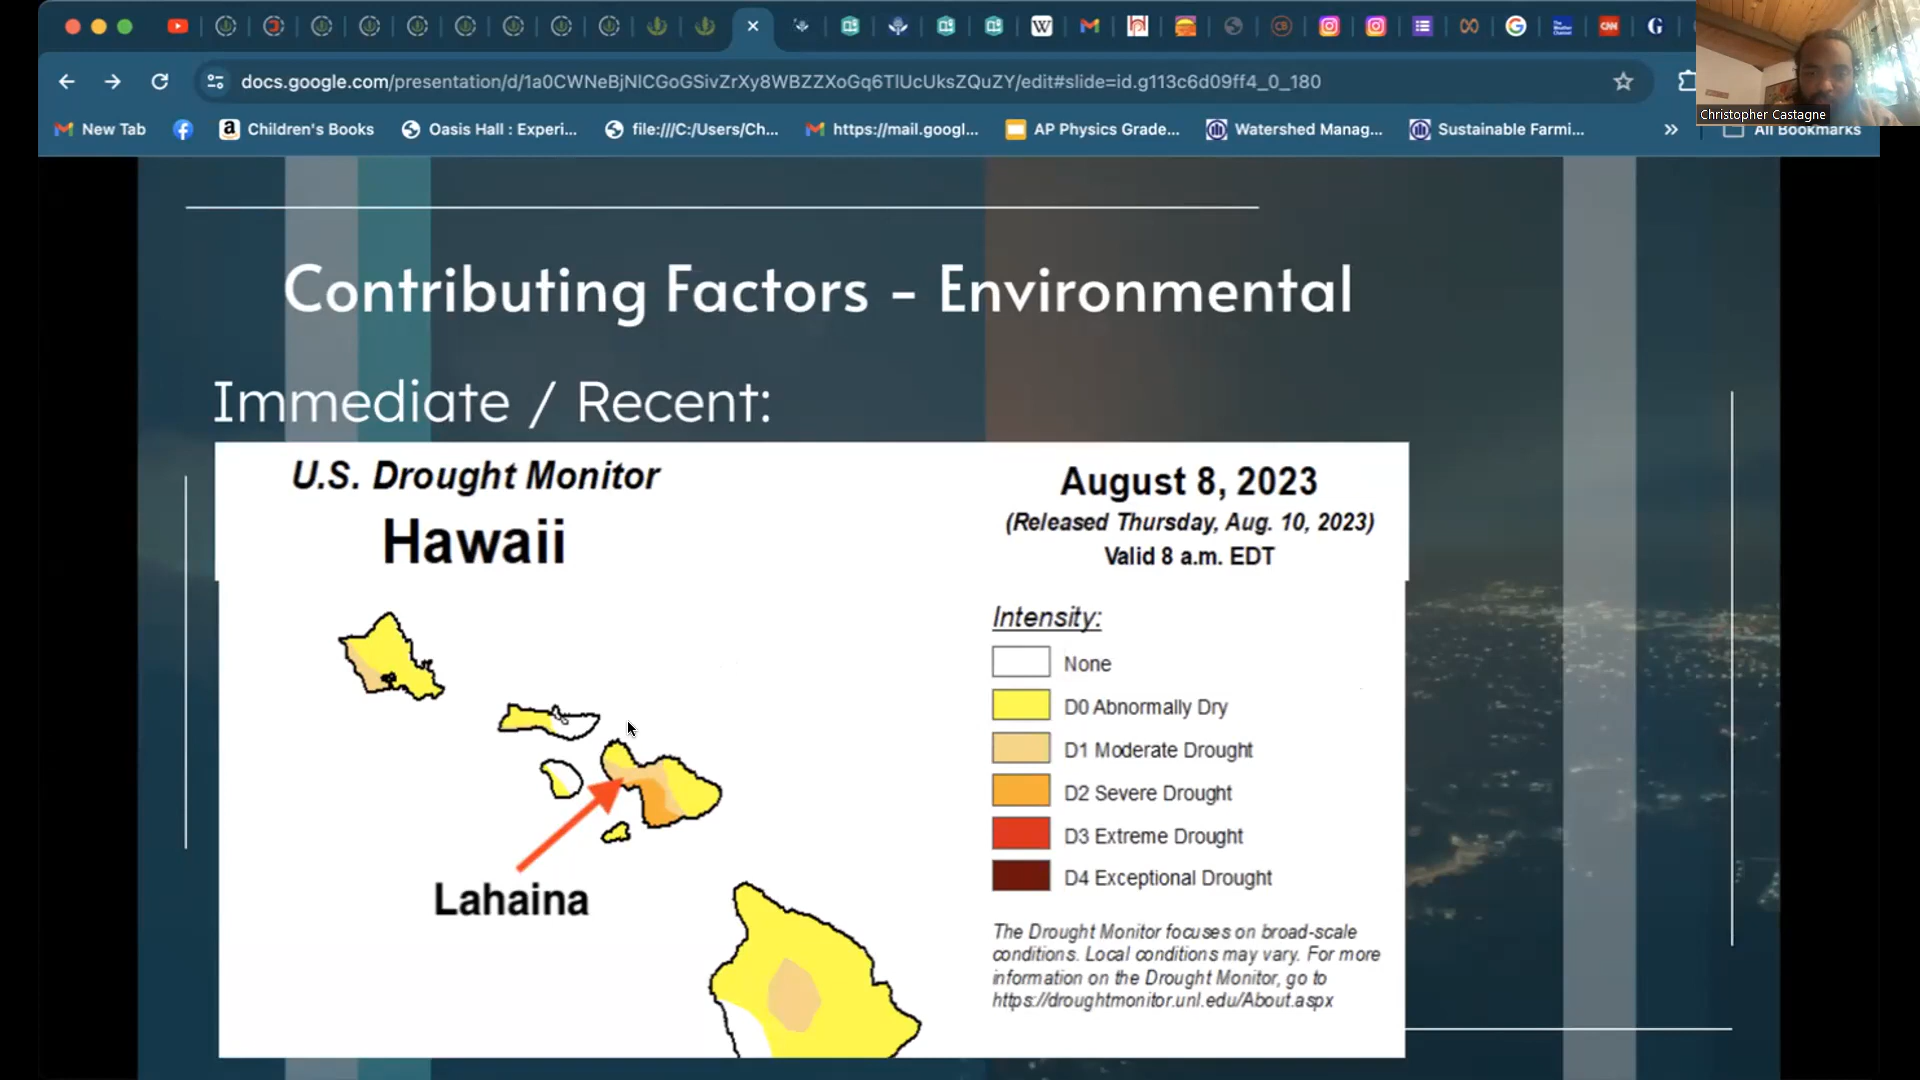 docs.google.com/presentation/d/1a0CWNeBjNlCGoGSivZrXy8WBZZXoGq6TlUcUksZQuZY/edit#slide=id.g113c6d09ff4_0_180
Christopher Castagne
New Tab
Children's Books
Oasis Hall : Experi...
file:///C:/Users/Ch...
https://mail.googl...
AP Physics Grade...
Watershed Manag...
Sustainable Farmi...
»
All Bookmarks
Contributing Factors - Environmental
Immediate / Recent:
U.S. Drought Monitor
Hawaii
August 8, 2023
(Released Thursday, Aug. 10, 2023)
Valid 8 a.m. EDT
Intensity:
None
D0 Abnormally Dry
D1 Moderate Drought
D2 Severe Drought
D3 Extreme Drought
D4 Exceptional Drought
Lahaina
The Drought Monitor focuses on broad-scale
conditions. Local conditions may vary. For more
information on the Drought Monitor, go to
https://droughtmonitor.unl.edu/About.aspx